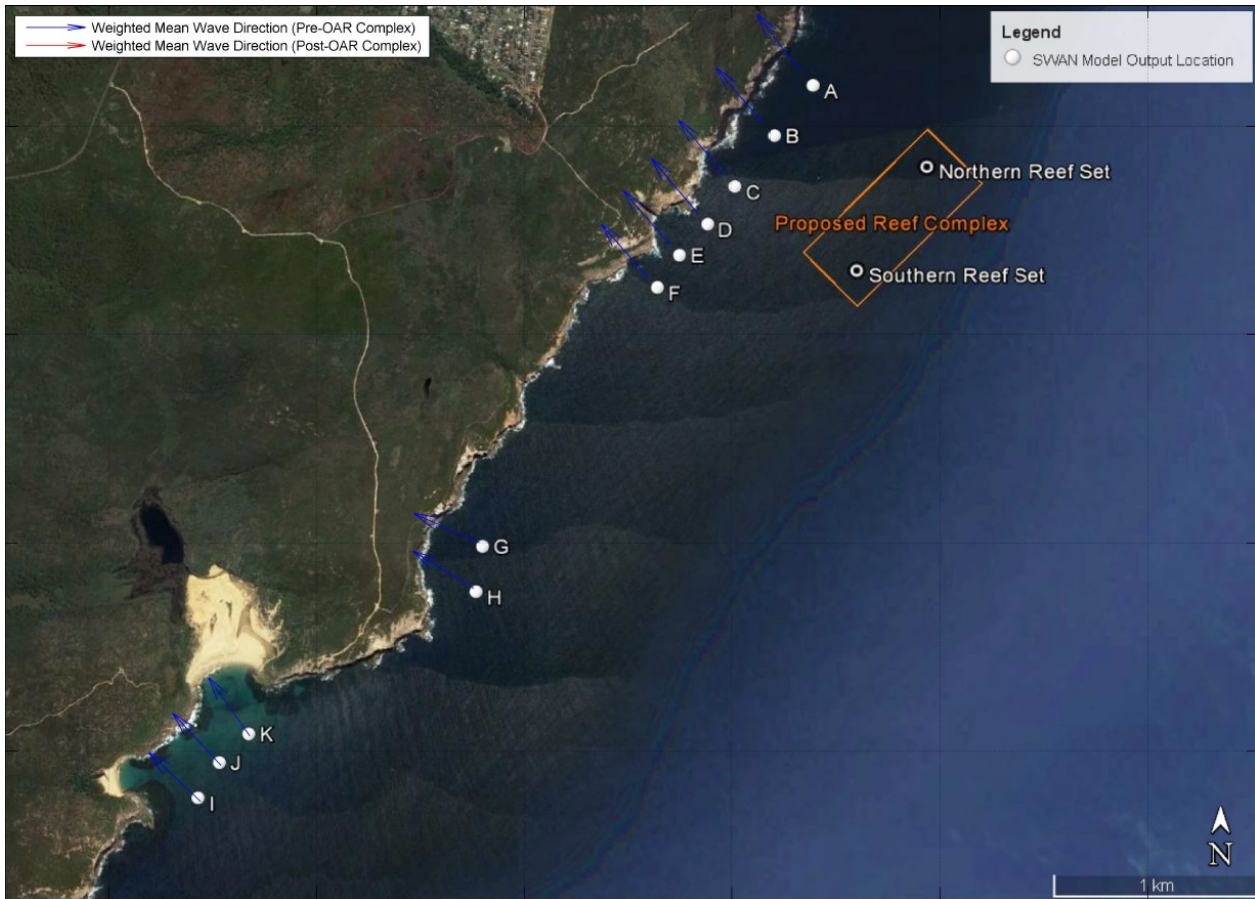 Weighted Mean Wave Direction (Pre-OAR Complex)
Weighted Mean Wave Direction (Post-OAR Complex)
Legend
SWAN Model Output Location
A
B
Northern Reef Set
C
D
Proposed Reef Complex
E
Southern Reef Set
F
G
H
K
J
I
N
1 km